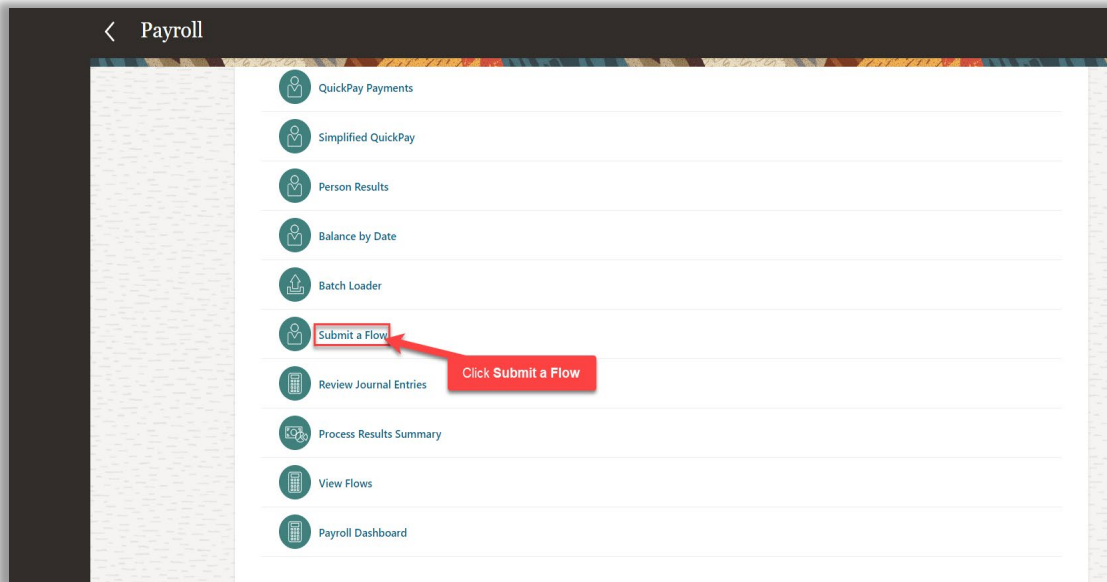 Payroll
QuickPay Payments
Simplified QuickPay
Person Results
Balance by Date
Batch Loader
Submit a Flow
Click Submit a Flow
Review Journal Entries
Process Results Summary
View Flows
Payroll Dashboard